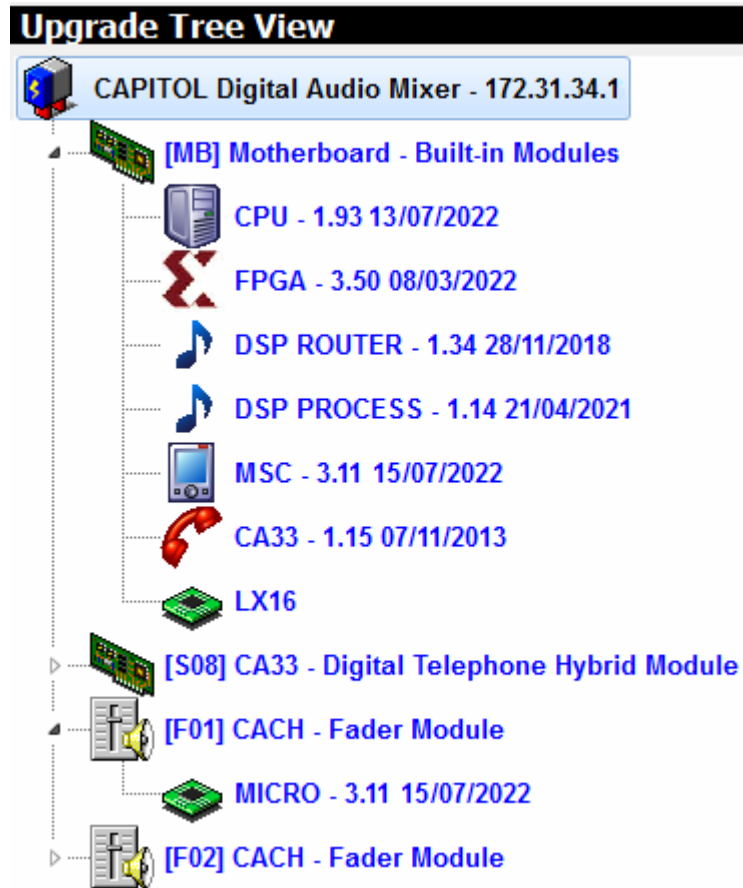 Upgrade Tree View
CAPITOL Digital Audio Mixer - 172.31.34.1
[MB] Motherboard - Built-in Modules
CPU - 1.93 13/07/2022
FPGA - 3.50 08/03/2022
DSP ROUTER - 1.34 28/11/2018
DSP PROCESS - 1.14 21/04/2021
MSC - 3.11 15/07/2022
CA33 - 1.15 07/11/2013
LX16
[S08] CA33 - Digital Telephone Hybrid Module
[F01] CACH - Fader Module
MICRO - 3.11 15/07/2022
[F02] CACH - Fader Module